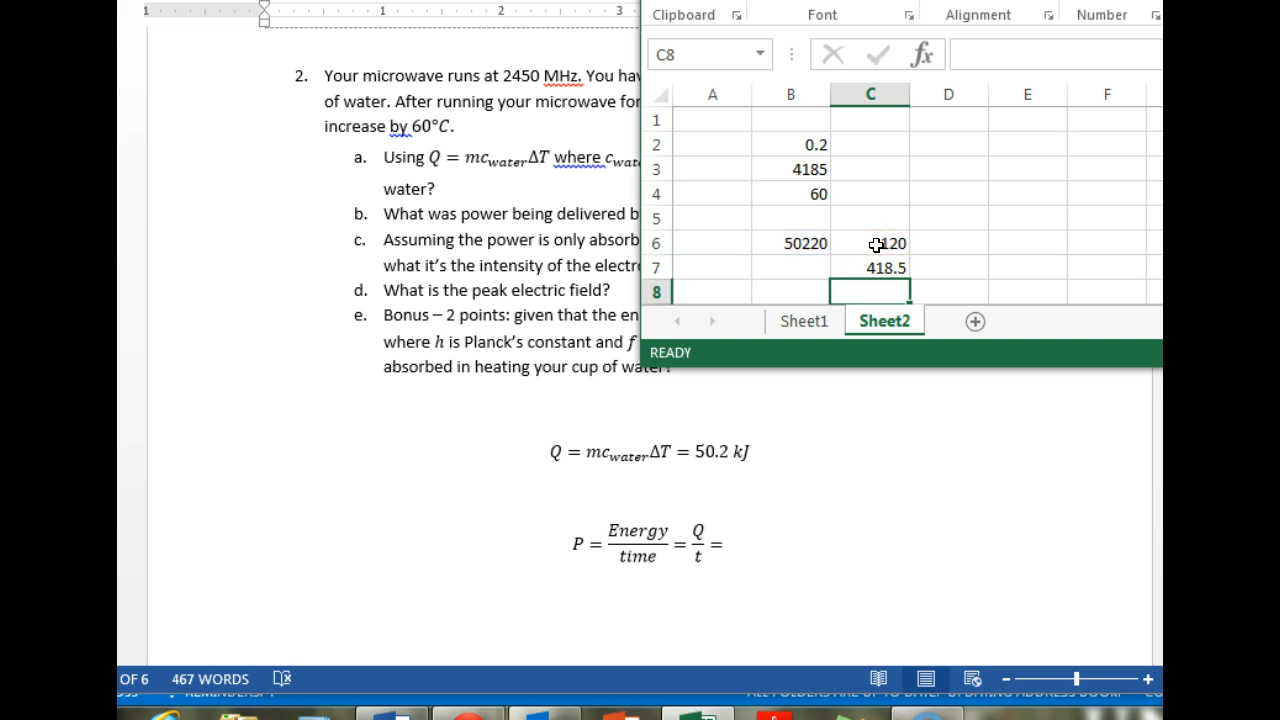 1 1 2 3
2. Your microwave runs at 2450 MHz. You hav
of water. After running your microwave for
increase by 60°C.
a. Using Q = mc_water ΔT where c_wat
water?
b. What was power being delivered b
c. Assuming the power is only absorb
what it's the intensity of the electr
d. What is the peak electric field?
e. Bonus – 2 points: given that the en
where h is Planck's constant and f
absorbed in heating your cup of water?
Q = mc_water ΔT = 50.2 kJ
P = Energy/time = Q/t =
Clipboard Font Alignment Number
C8 fx
A B C D E F
1
2 0.2
3 4185
4 60
5
6 50220 120
7 418.5
8
Sheet1 Sheet2
READY
OF 6 467 WORDS